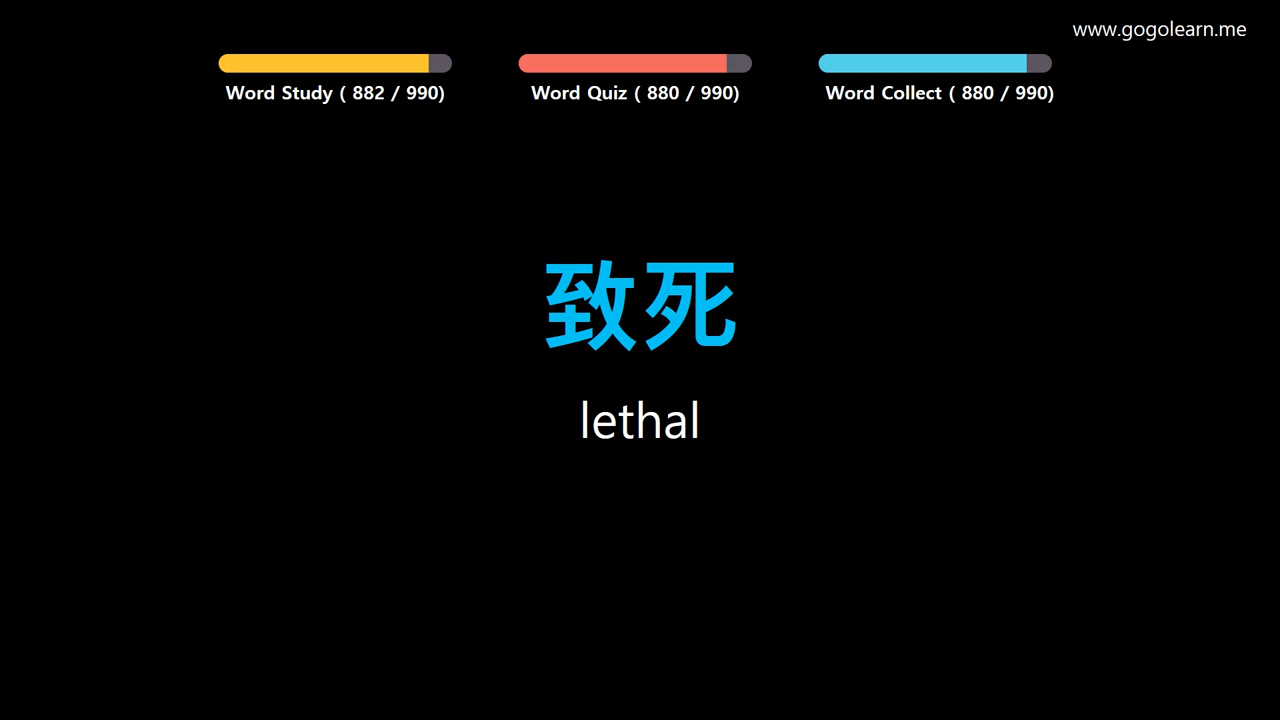 www.gogolearn.me
Word Study ( 882 / 990)
Word Quiz ( 880 / 990)
Word Collect ( 880 / 990)
致死
lethal